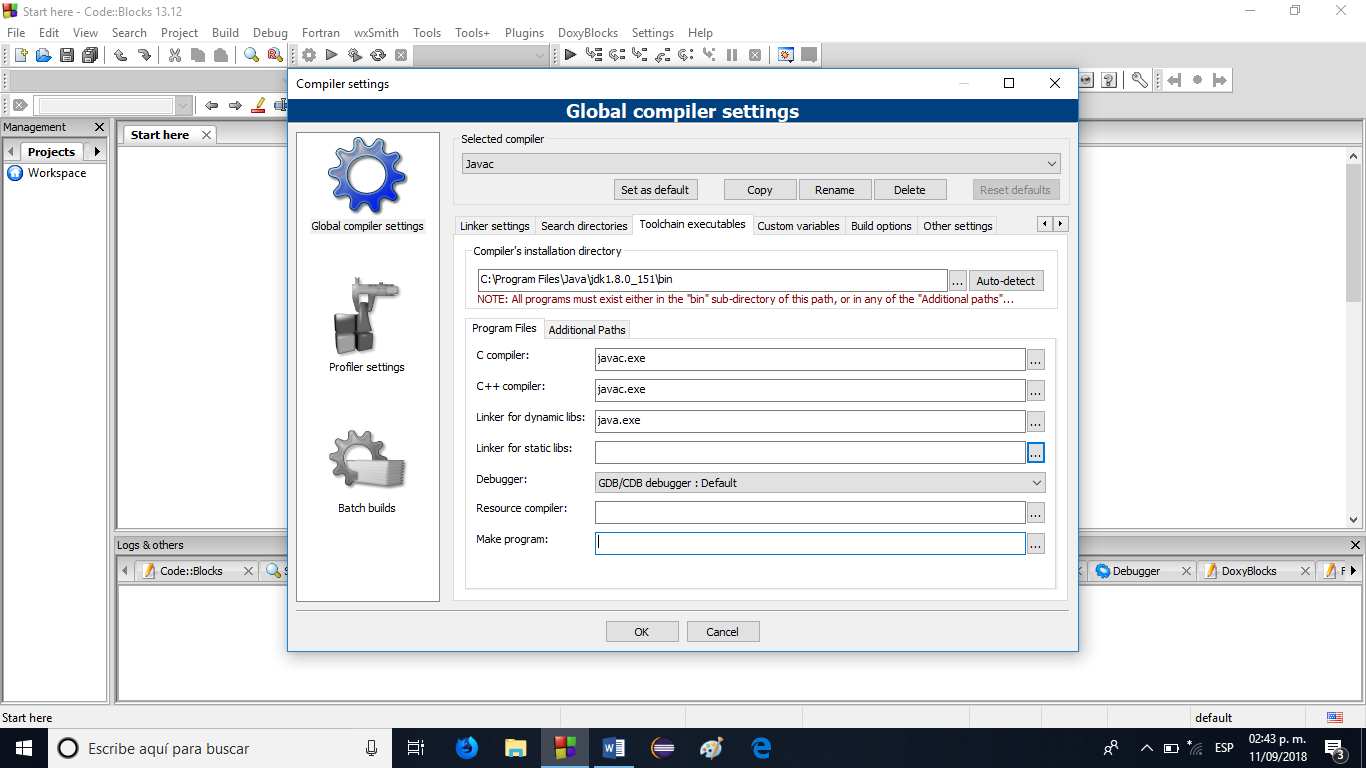 Start here - Code::Blocks 13.12
File Edit View Search Project Build Debug Fortran wxSmith Tools Tools+ Plugins DoxyBlocks Settings Help
Management
Projects
Workspace
Start here
Compiler settings
Global compiler settings
Global compiler settings
Profiler settings
Batch builds
Selected compiler
Javac
Set as default Copy Rename Delete Reset defaults
Linker settings Search directories Toolchain executables Custom variables Build options Other settings
Compiler's installation directory
C:\Program Files\Java\jdk1.8.0_151\bin ... Auto-detect
NOTE: All programs must exist either in the "bin" sub-directory of this path, or in any of the "Additional paths"...
Program Files Additional Paths
C compiler: javac.exe ...
C++ compiler: javac.exe ...
Linker for dynamic libs: java.exe ...
Linker for static libs: ...
Debugger: GDB/CDB debugger : Default
Resource compiler: ...
Make program: ...
OK Cancel
Logs & others
Code::Blocks S Debugger DoxyBlocks F
Start here default
Escribe aquí para buscar
ESP
02:43 p. m.
11/09/2018
3